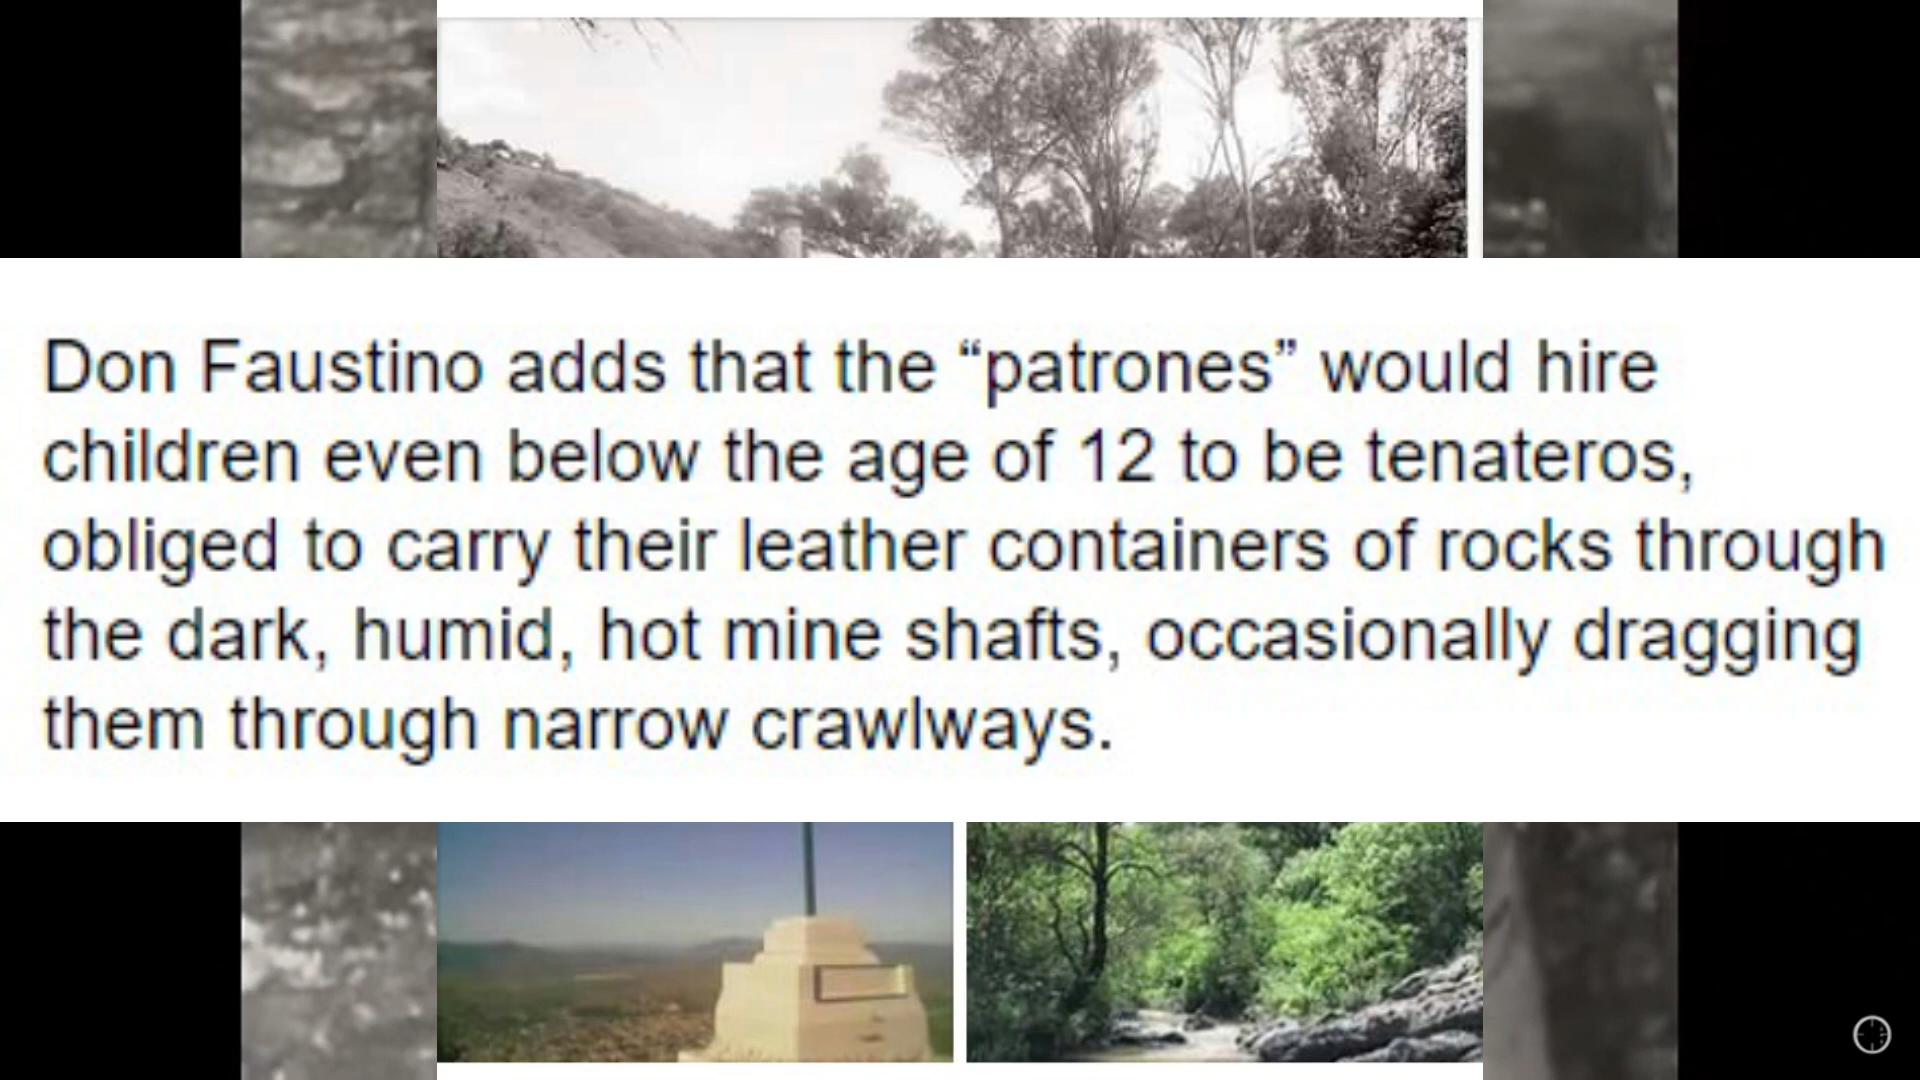 Don Faustino adds that the “patrones” would hire
children even below the age of 12 to be tenateros,
obliged to carry their leather containers of rocks through
the dark, humid, hot mine shafts, occasionally dragging
them through narrow crawlways.